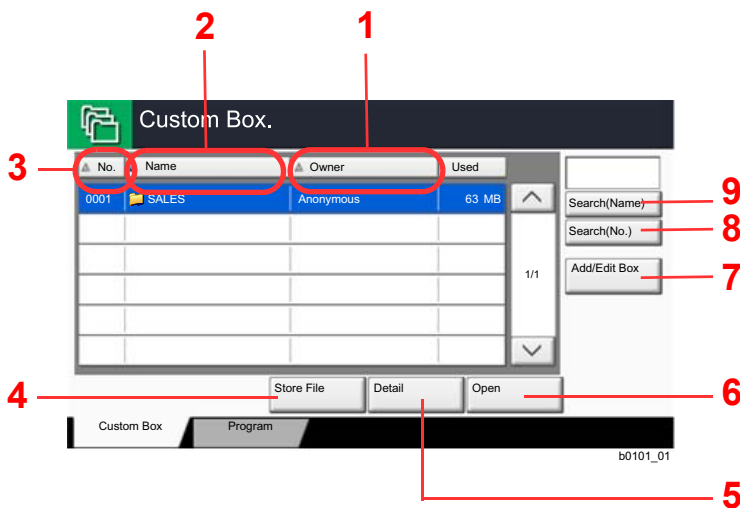 2 1
Custom Box.
3 No. Name Owner Used
0001 SALES Anonymous 63 MB
Search(Name) 9
Search(No.) 8
1/1 Add/Edit Box 7
4 Store File Detail Open 6
Custom Box Program
b0101_01
5